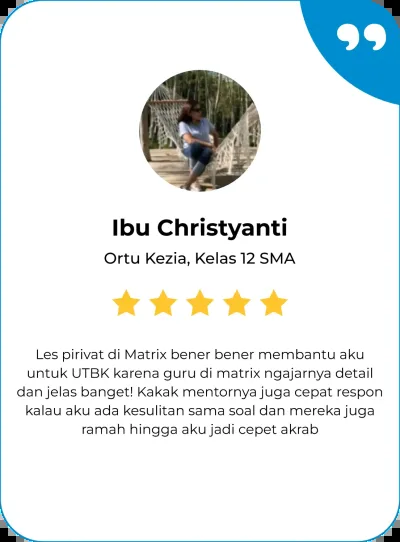 Ibu Christyanti
Ortu Kezia, Kelas 12 SMA
Les pirivat di Matrix bener bener membantu aku
untuk UTBK karena guru di matrix ngajarnya detail
dan jelas banget! Kakak mentornya juga cepat respon
kalau aku ada kesulitan sama soal dan mereka juga
ramah hingga aku jadi cepet akrab